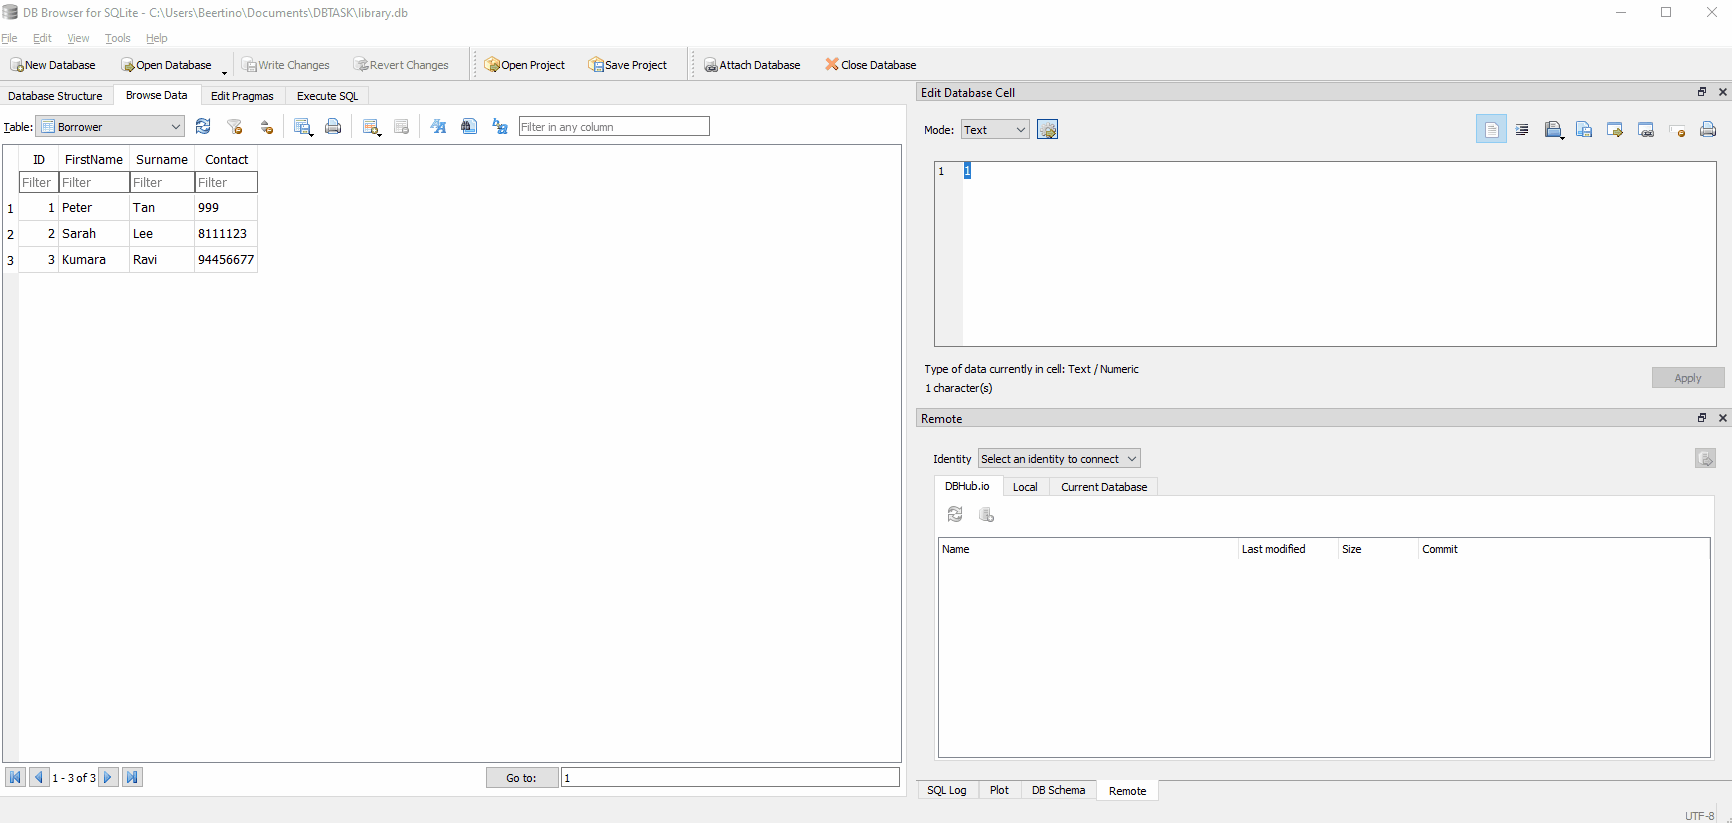 DB Browser for SQLite - C:\Users\Beertino\Documents\DBTASK\library.db
File Edit View Tools Help
New Database Open Database Write Changes Revert Changes Open Project Save Project Attach Database Close Database
Database Structure Browse Data Edit Pragmas Execute SQL
Table: Borrower Filter in any column
ID FirstName Surname Contact
Filter Filter Filter Filter
1 1 Peter Tan 999
2 2 Sarah Lee 8111123
3 3 Kumara Ravi 94456677
1 - 3 of 3 Go to: 1
Edit Database Cell
Mode: Text
1 1
Type of data currently in cell: Text / Numeric
1 character(s)
Apply
Remote
Identity Select an identity to connect
DBHub.io Local Current Database
Name Last modified Size Commit
SQL Log Plot DB Schema Remote
UTF-8